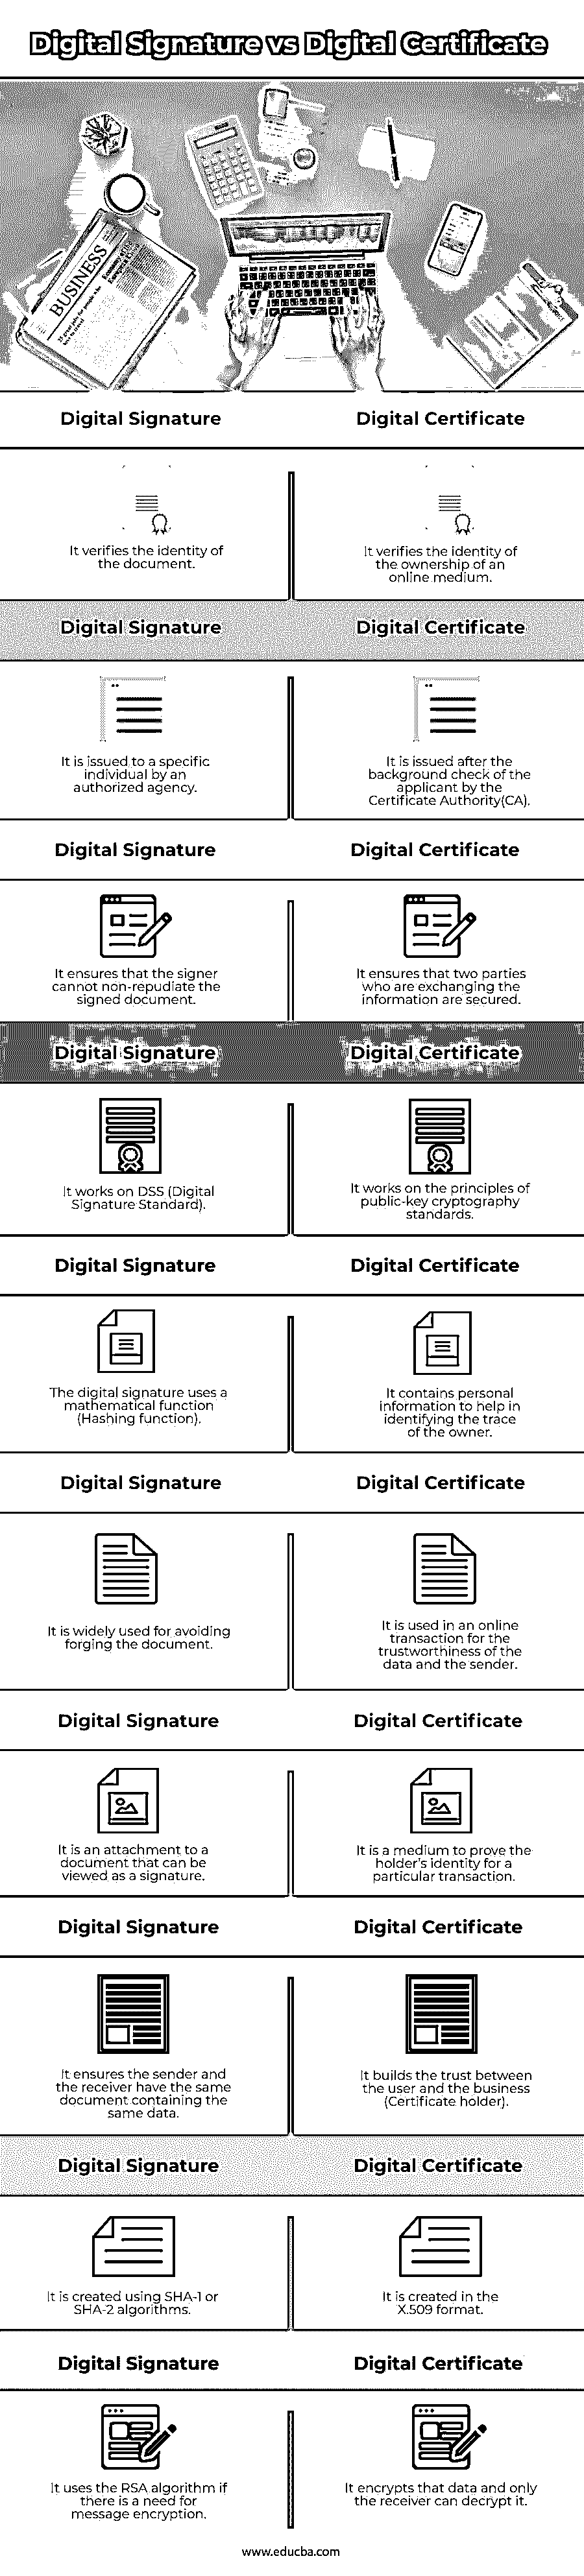 Digital Signature vs Digital Certificate
BUSINESS
Digital Signature
Digital Certificate
It verifies the identity of
the document.
It verifies the identity of
the ownership of an
online medium.
Digital Signature
Digital Certificate
It is issued to a specific
individual by an
authorized agency.
It is issued after the
background check of the
applicant by the
Certificate Authority(CA).
Digital Signature
Digital Certificate
It ensures that the signer
cannot non-repudiate the
signed document.
It ensures that two parties
who are exchanging the
information are secured.
Digital Signature
Digital Certificate
It works on DSS (Digital
Signature Standard).
It works on the principles of
public-key cryptography
standards.
Digital Signature
Digital Certificate
The digital signature uses a
mathematical function
(Hashing function).
It contains personal
information to help in
identifying the trace
of the owner.
Digital Signature
Digital Certificate
It is widely used for avoiding
forging the document.
It is used in an online
transaction for the
trustworthiness of the
data and the sender.
Digital Signature
Digital Certificate
It is an attachment to a
document that can be
viewed as a signature.
It is a medium to prove the
holder's identity for a
particular transaction.
Digital Signature
Digital Certificate
It ensures the sender and
the receiver have the same
document containing the
same data.
It builds the trust between
the user and the business
(Certificate holder).
Digital Signature
Digital Certificate
It is created using SHA-1 or
SHA-2 algorithms.
It is created in the
X.509 format.
Digital Signature
Digital Certificate
It uses the RSA algorithm if
there is a need for
message encryption.
It encrypts that data and only
the receiver can decrypt it.
www.educba.com